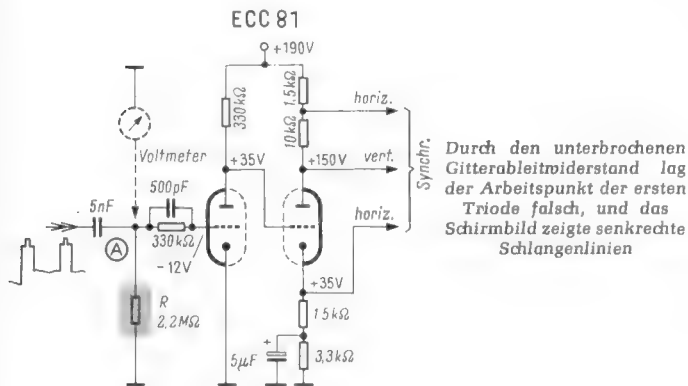 ECC 81
+190V
330kΩ
1,5kΩ
horiz.
10kΩ
Voltmeter
+35V
+150V
vert.
Synchr.
500pF
5nF
horiz.
A
330kΩ
-12V
+35V
R
2,2MΩ
1.5kΩ
+
5µF
3,3kΩ
Durch den unterbrochenen
Gitterableitwiderstand lag
der Arbeitspunkt der ersten
Triode falsch, und das
Schirmbild zeigte senkrechte
Schlangenlinien